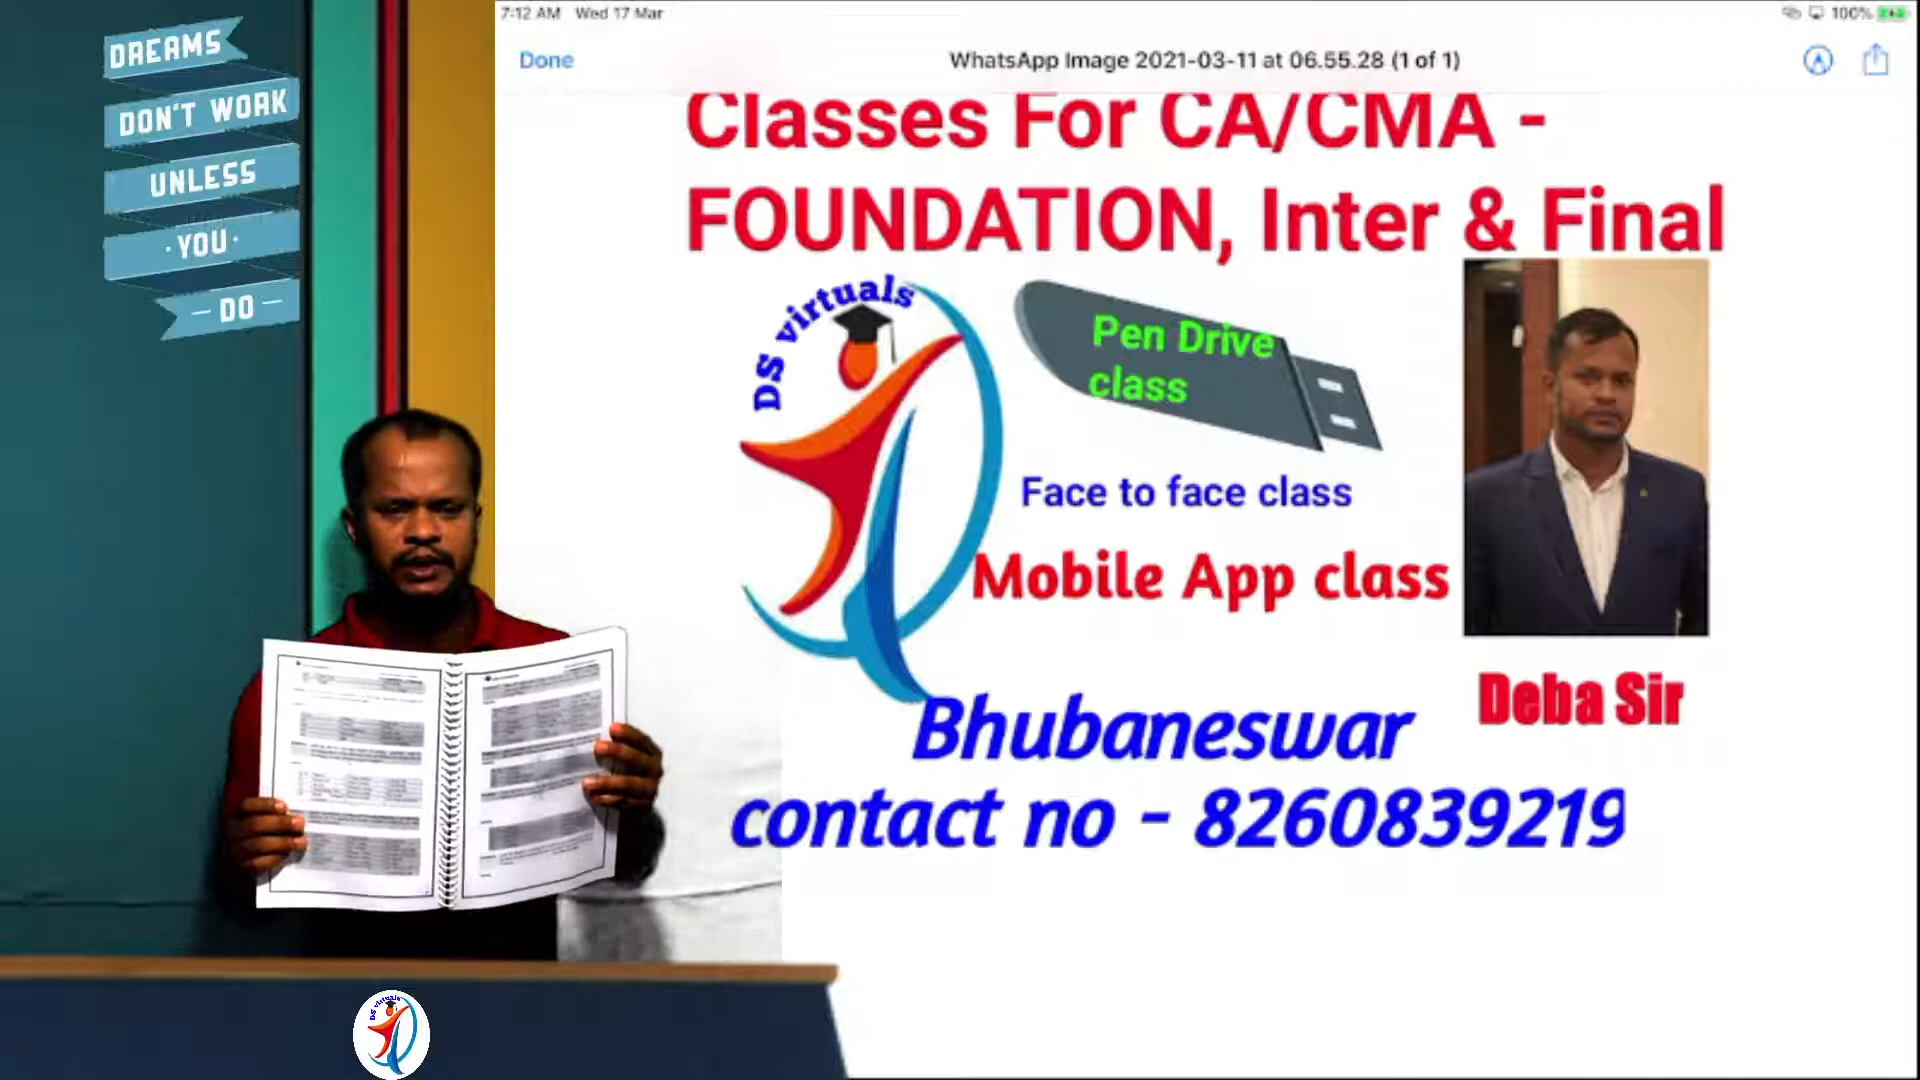 7:12 AM Wed 17 Mar
100%
Done
WhatsApp Image 2021-03-11 at 06.55.28 (1 of 1)
DREAMS
DON'T WORK
UNLESS
· YOU ·
— DO —
Classes For CA/CMA -
FOUNDATION, Inter & Final
DS virtuals
Pen Drive
class
Face to face class
Mobile App class
Deba Sir
Bhubaneswar
contact no - 8260839219
DS virtuals